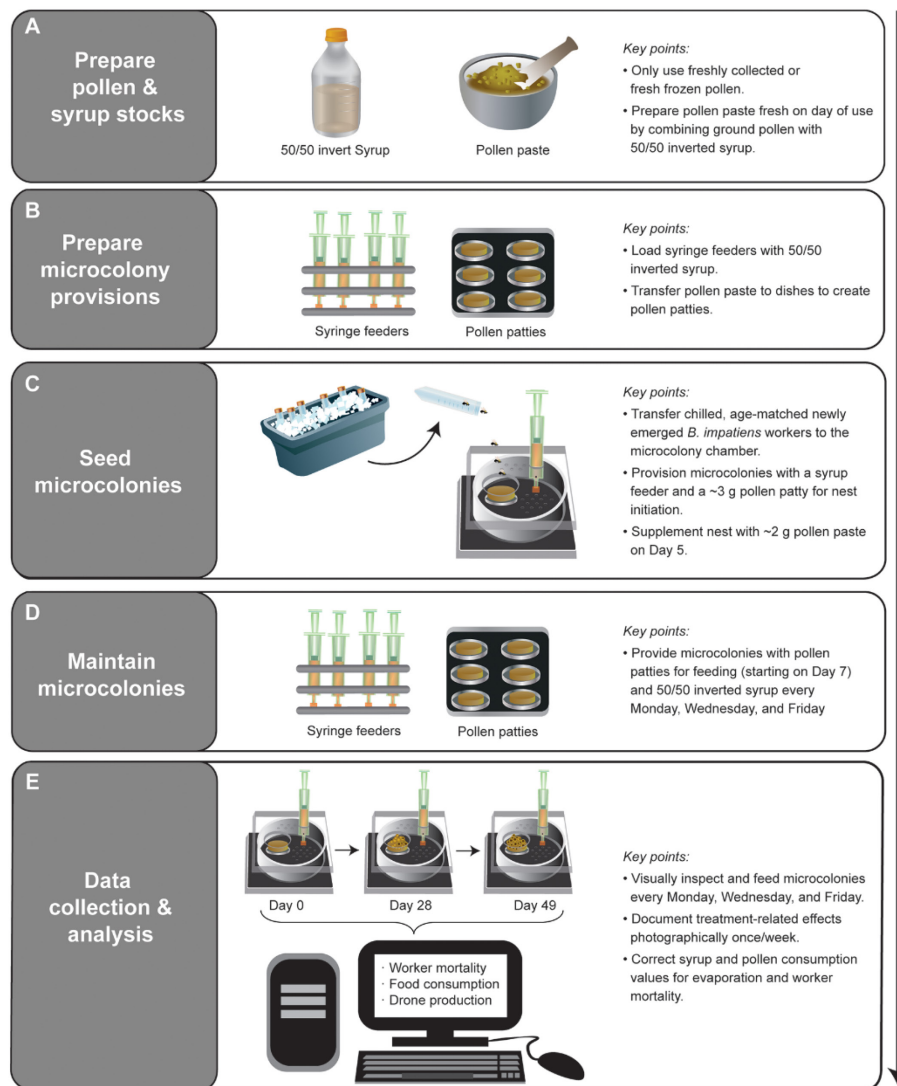 A
Prepare
pollen &
syrup stocks
50/50 invert Syrup
Pollen paste
Key points:
• Only use freshly collected or
fresh frozen pollen.
• Prepare pollen paste fresh on day of use
by combining ground pollen with
50/50 inverted syrup.
B
Prepare
microcolony
provisions
Syringe feeders
Pollen patties
Key points:
• Load syringe feeders with 50/50
inverted syrup.
• Transfer pollen paste to dishes to create
pollen patties.
C
Seed
microcolonies
Key points:
• Transfer chilled, age-matched newly
emerged B. impatiens workers to the
microcolony chamber.
• Provision microcolonies with a syrup
feeder and a ~3 g pollen patty for nest
initiation.
• Supplement nest with ~2 g pollen paste
on Day 5.
D
Maintain
microcolonies
Syringe feeders
Pollen patties
Key points:
• Provide microcolonies with pollen
patties for feeding (starting on Day 7)
and 50/50 inverted syrup every
Monday, Wednesday, and Friday
E
Data
collection &
analysis
Day 0
Day 28
Day 49
· Worker mortality
· Food consumption
· Drone production
Key points:
• Visually inspect and feed microcolonies
every Monday, Wednesday, and Friday.
• Document treatment-related effects
photographically once/week.
• Correct syrup and pollen consumption
values for evaporation and worker
mortality.